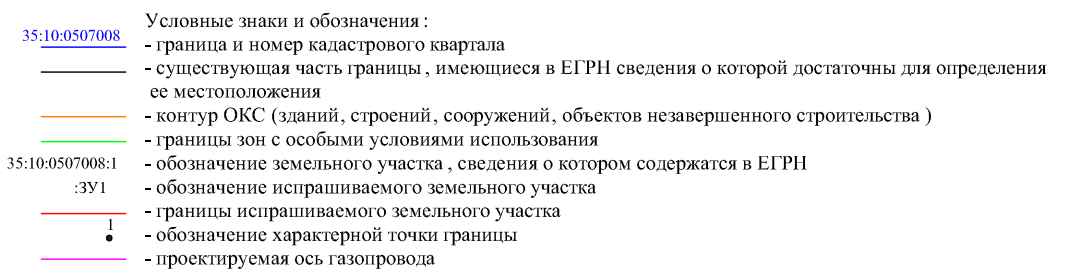 Условные знаки и обозначения :
35:10:0507008 - граница и номер кадастрового квартала
- существующая часть границы , имеющиеся в ЕГРН сведения о которой достаточны для определения
ее местоположения
- контур ОКС (зданий, строений, сооружений, объектов незавершенного строительства )
- границы зон с особыми условиями использования
35:10:0507008:1 - обозначение земельного участка , сведения о котором содержатся в ЕГРН
:ЗУ1 - обозначение испрашиваемого земельного участка
- границы испрашиваемого земельного участка
1 - обозначение характерной точки границы
- проектируемая ось газопровода